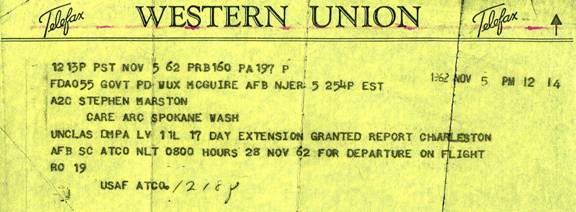 Telefax WESTERN UNION Telefax
1213P PST NOV 5 62 PRB160 PA197 P
FDA055 GOVT PD WUX MCGUIRE AFB NJER 5 254P EST
1962 NOV 5 PM 12 14
A2C STEPHEN MARSTON
CARE ARC SPOKANE WASH
UNCLAS DMPA LV 11L 17 DAY EXTENSION GRANTED REPORT CHARLESTON
AFB SC ATCO NLT 0800 HOURS 28 NOV 62 FOR DEPARTURE ON FLIGHT
RO 19
USAF ATCO.